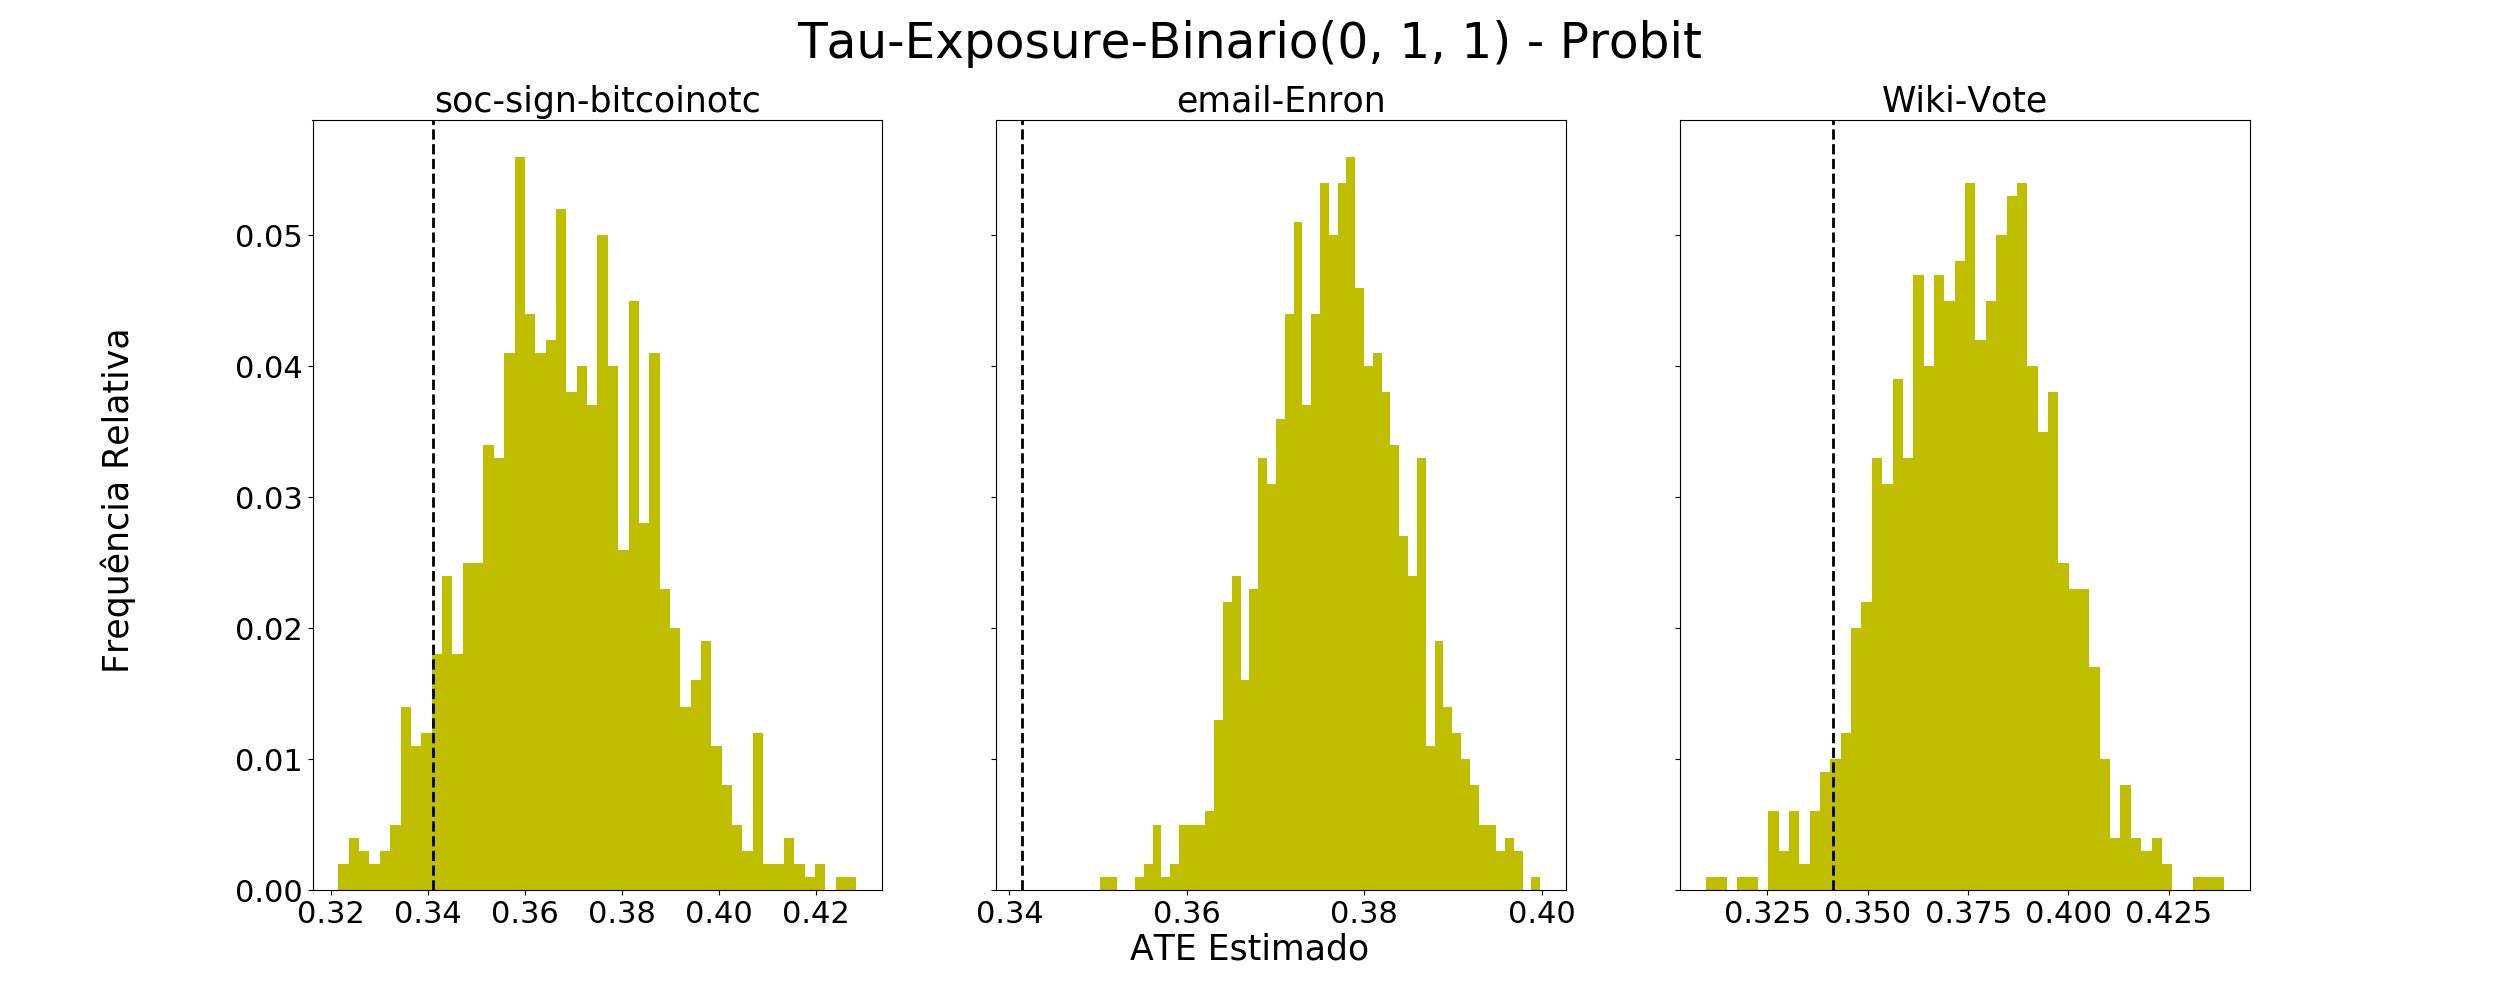 Tau-Exposure-Binario(0, 1, 1) - Probit
soc-sign-bitcoinotc
email-Enron
Wiki-Vote
Frequência Relativa
0.05
0.04
0.03
0.02
0.01
0.00
0.32 0.34 0.36 0.38 0.40 0.42
0.34 0.36 0.38 0.40
0.325 0.350 0.375 0.400 0.425
ATE Estimado